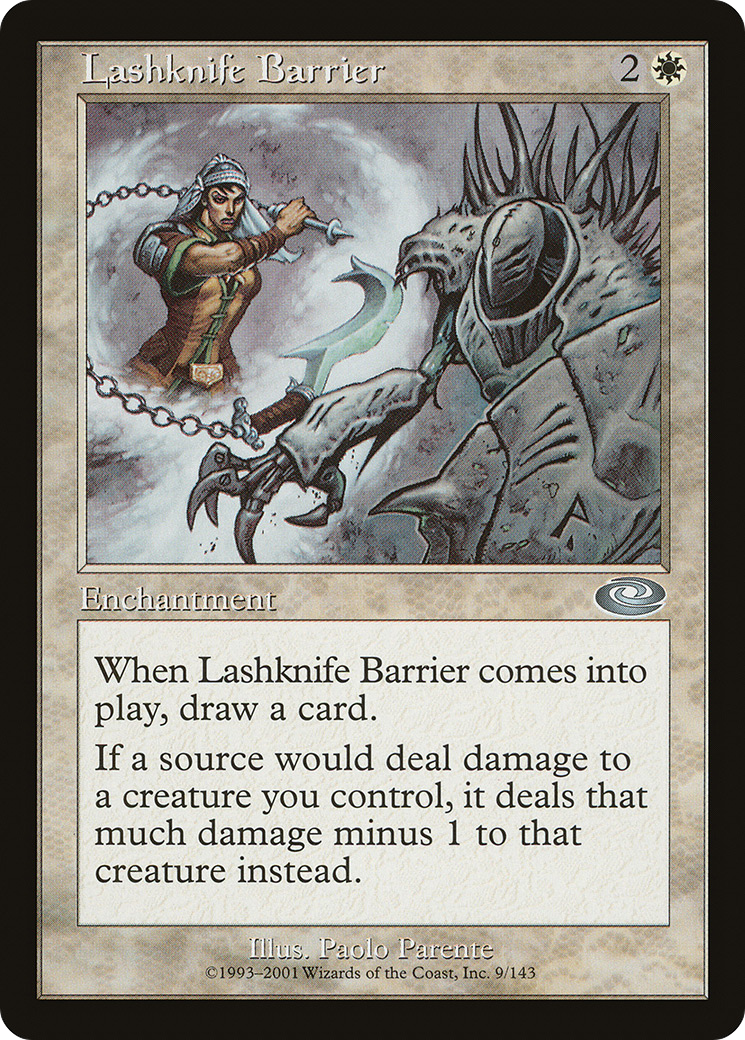 Lashknife Barrier 2
Enchantment
When Lashknife Barrier comes into
play, draw a card.
If a source would deal damage to
a creature you control, it deals that
much damage minus 1 to that
creature instead.
Illus. Paolo Parente
©1993–2001 Wizards of the Coast, Inc. 9/143